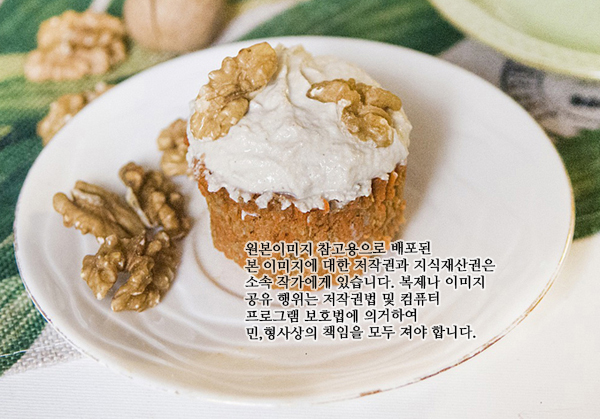 원본이미지 참고용으로 배포된
본 이미지에 대한 저작권과 지식재산권은
소속 작가에게 있습니다. 복제나 이미지
공유 행위는 저작권법 및 컴퓨터
프로그램 보호법에 의거하여
민,형사상의 책임을 모두 져야 합니다.